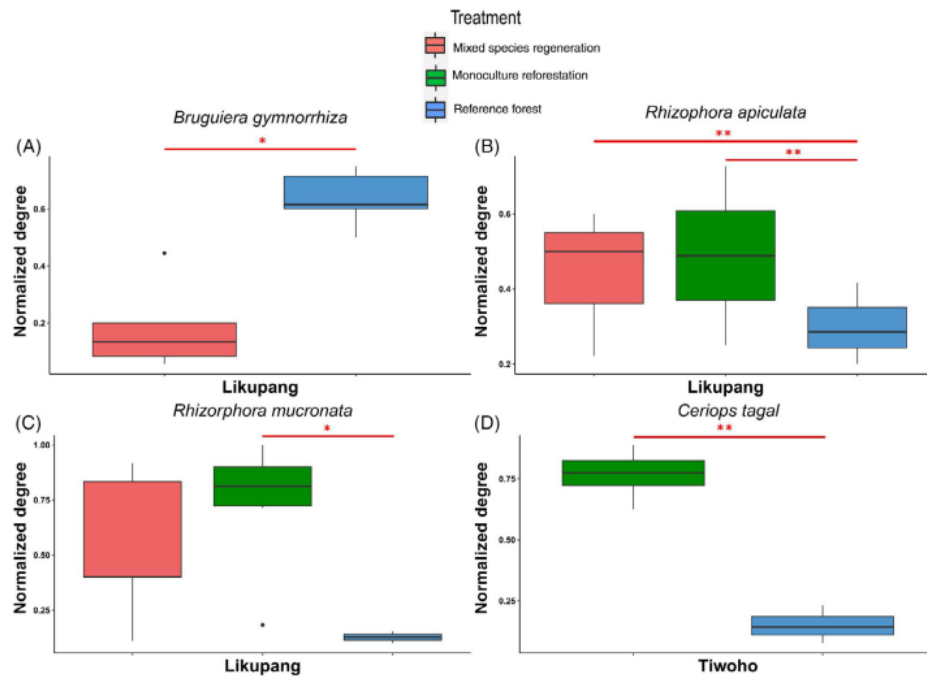 Treatment
Mixed species regeneration
Monoculture reforestation
Reference forest
Bruguiera gymnorrhiza
Rhizophora apiculata
(A)
*
(B)
**
**
Normalized degree
0.6
0.4
0.2
Normalized degree
0.6
0.4
0.2
Likupang
Likupang
Rhizorphora mucronata
Ceriops tagal
(C)
*
(D)
**
Normalized degree
1.00
0.75
0.50
0.25
Normalized degree
0.75
0.50
0.25
Likupang
Tiwoho